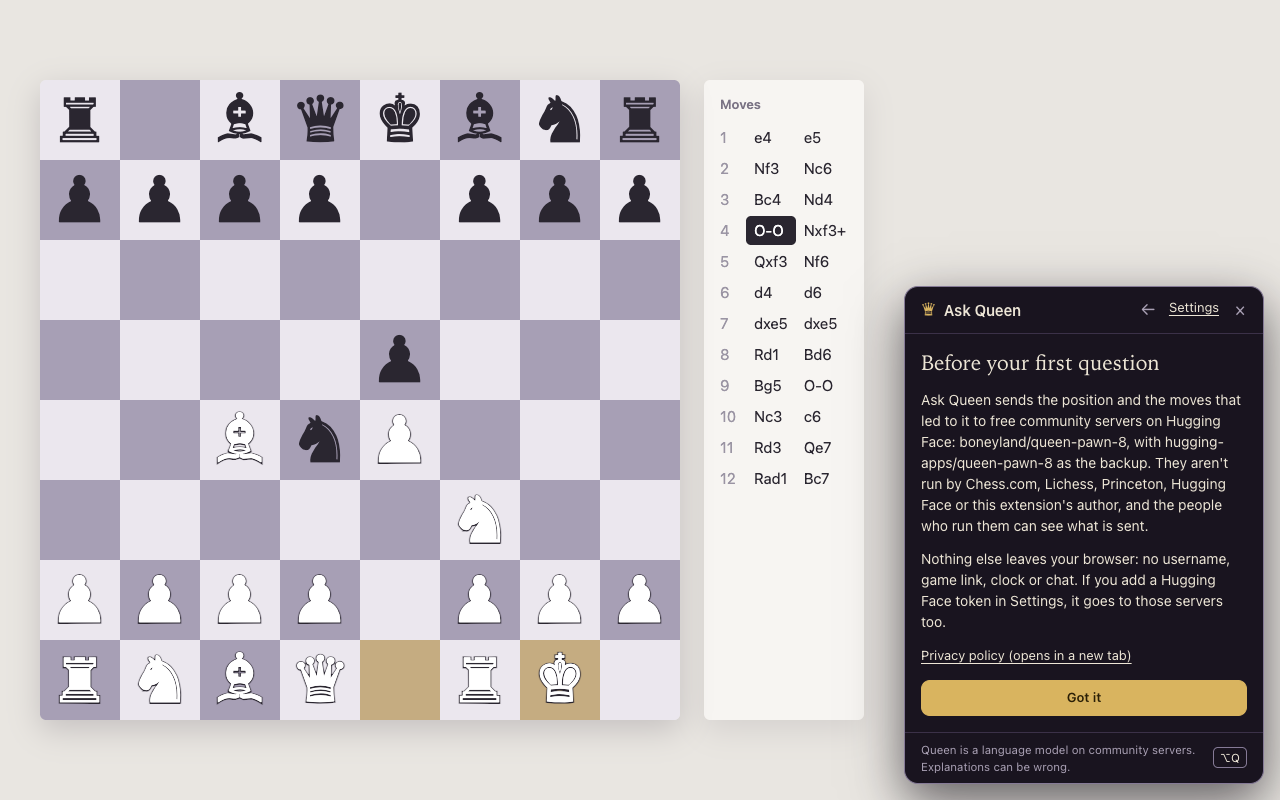 Moves
1 e4 e5
2 Nf3 Nc6
3 Bc4 Nd4
4 O-O Nxf3+
5 Qxf3 Nf6
6 d4 d6
7 dxe5 dxe5
8 Rd1 Bd6
9 Bg5 O-O
10 Nc3 c6
11 Rd3 Qe7
12 Rad1 Bc7
Ask Queen
← Settings ×
Before your first question
Ask Queen sends the position and the moves that
led to it to free community servers on Hugging
Face: boneyland/queen-pawn-8, with hugging-
apps/queen-pawn-8 as the backup. They aren't
run by Chess.com, Lichess, Princeton, Hugging
Face or this extension's author, and the people
who run them can see what is sent.
Nothing else leaves your browser: no username,
game link, clock or chat. If you add a Hugging
Face token in Settings, it goes to those servers
too.
Privacy policy (opens in a new tab)
Got it
Queen is a language model on community servers.
Explanations can be wrong.
⌥Q